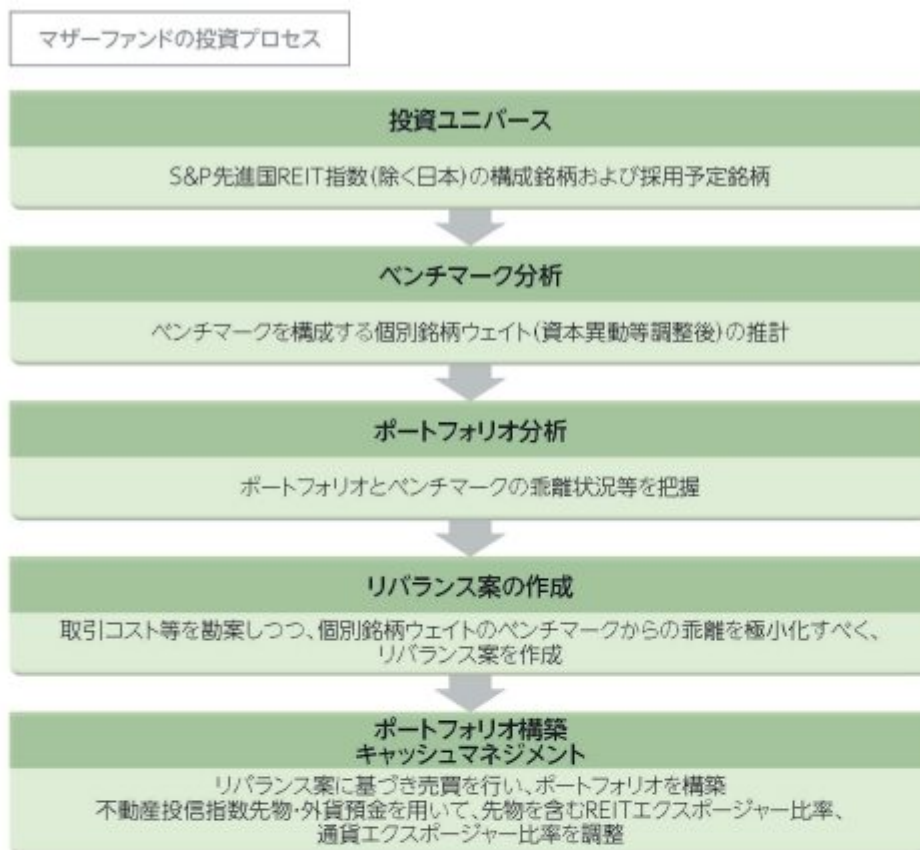 マザーファンドの投資プロセス
投資ユニバース
S&P先進国REIT指数(除く日本)の構成銘柄および採用予定銘柄
ベンチマーク分析
ベンチマークを構成する個別銘柄ウェイト(資本異動等調整後)の推計
ポートフォリオ分析
ポートフォリオとベンチマークの乖離状況等を把握
リバランス案の作成
取引コスト等を勘案しつつ、個別銘柄ウェイトのベンチマークからの乖離を極小化すべく、
リバランス案を作成
ポートフォリオ構築
キャッシュマネジメント
リバランス案に基づき売買を行い、ポートフォリオを構築
不動産投信指数先物・外貨預金を用いて、先物を含むREITエクスポージャー比率、
通貨エクスポージャー比率を調整